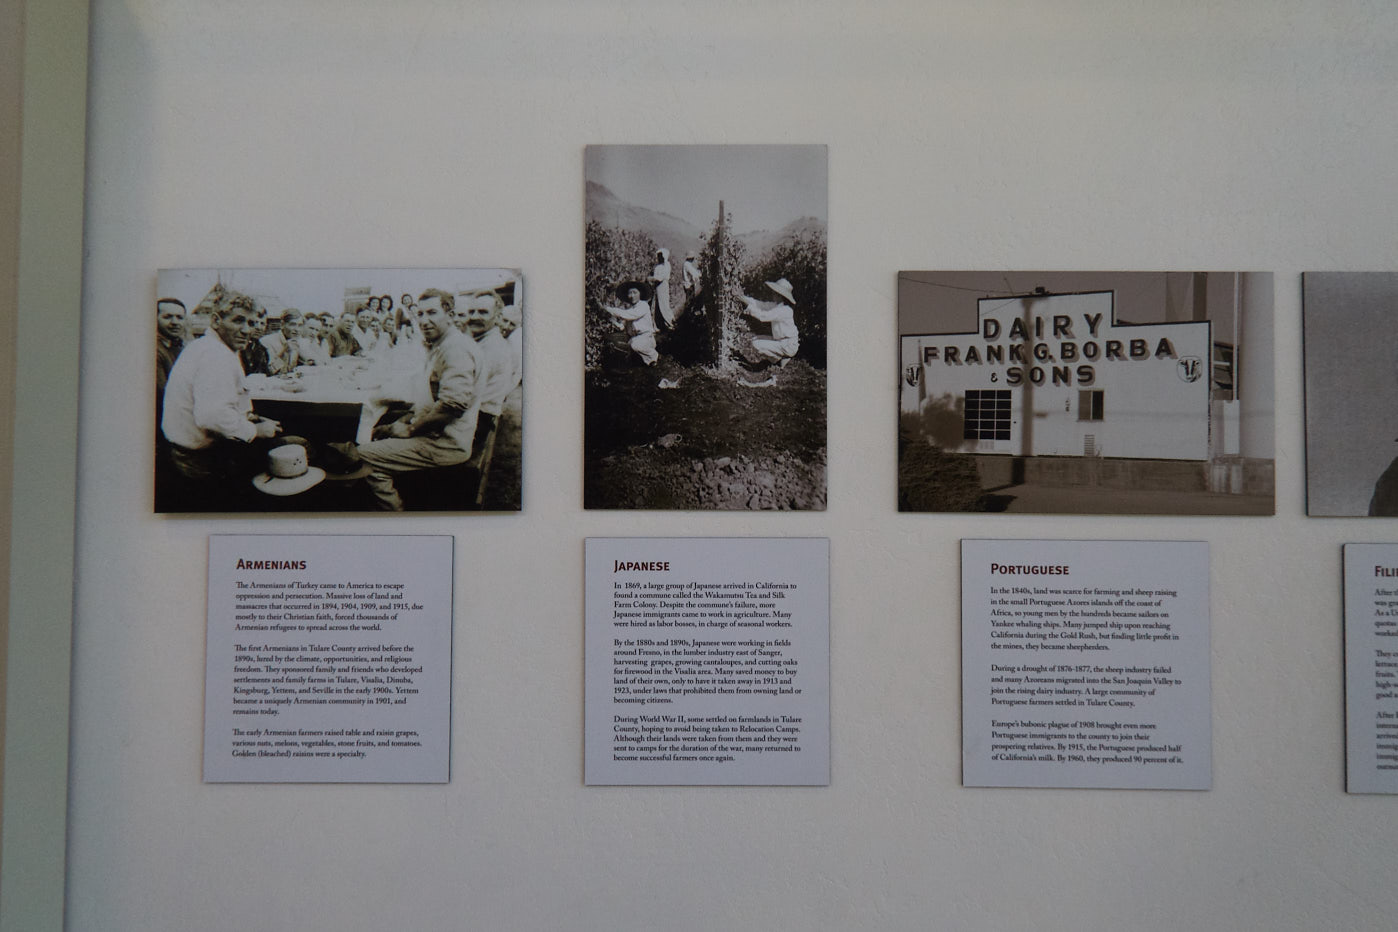 DAIRY
FRANK G. BORBA
& SONS
ARMENIANS
The Armenians of Turkey came to America to escape
oppression and persecution. Massive loss of land and
massacres that occurred in 1894, 1904, 1909, and 1915, due
mostly to their Christian faith, forced thousands of
Armenian refugees to spread across the world.
The first Armenians in Tulare County arrived before the
1890s, lured by the climate, opportunities, and religious
freedom. They sponsored family and friends who developed
settlements and family farms in Tulare, Visalia, Dinuba,
Kingsburg, Yettem, and Seville in the early 1900s. Yettem
became a uniquely Armenian community in 1901, and
remains today.
The early Armenian farmers raised table and raisin grapes,
various nuts, melons, vegetables, stone fruits, and tomatoes.
Golden (bleached) raisins were a specialty.
JAPANESE
In 1869, a large group of Japanese arrived in California to
found a commune called the Wakamutsu Tea and Silk
Farm Colony. Despite the commune's failure, more
Japanese immigrants came to work in agriculture. Many
were hired as labor bosses, in charge of seasonal workers.
By the 1880s and 1890s, Japanese were working in fields
around Fresno, in the lumber industry east of Sanger,
harvesting grapes, growing cantaloupes, and cutting oaks
for firewood in the Visalia area. Many saved money to buy
land of their own, only to have it taken away in 1913 and
1923, under laws that prohibited them from owning land or
becoming citizens.
During World War II, some settled on farmlands in Tulare
County, hoping to avoid being taken to Relocation Camps.
Although their lands were taken from them and they were
sent to camps for the duration of the war, many returned to
become successful farmers once again.
PORTUGUESE
In the 1840s, land was scarce for farming and sheep raising
in the small Portuguese Azores islands off the coast of
Africa, so young men by the hundreds became sailors on
Yankee whaling ships. Many jumped ship upon reaching
California during the Gold Rush, but finding little profit in
the mines, they became sheepherders.
During a drought of 1876-1877, the sheep industry failed
and many Azoreans migrated into the San Joaquin Valley to
join the rising dairy industry. A large community of
Portuguese farmers settled in Tulare County.
Europe's bubonic plague of 1908 brought even more
Portuguese immigrants to the county to join their
prospering relatives. By 1915, the Portuguese produced half
of California's milk. By 1960, they produced 90 percent of it.
FILI
After
was
As a
quotas
They
fruits.
good a
After